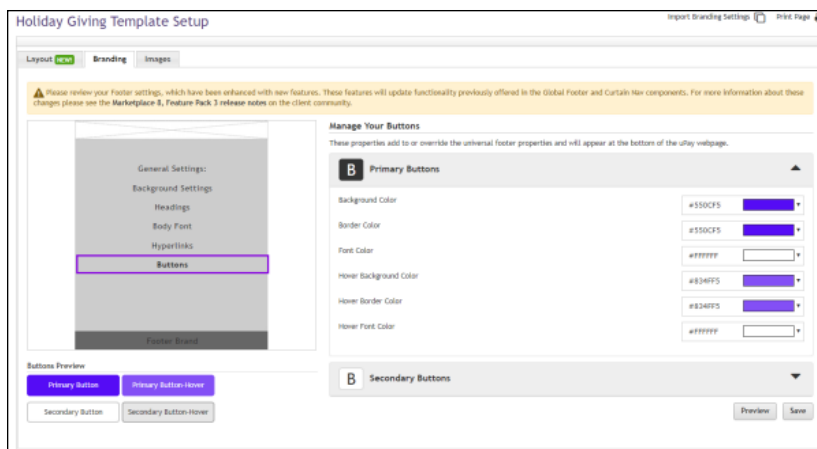 Holiday Giving Template Setup
Import Branding Settings
Print Page
Layout NEW!
Branding
Images
Please review your Footer settings, which have been enhanced with new features. These features will update functionality previously offered in the Global Footer and Curtain Nav components. For more information about these
changes please see the Marketplace 8, Feature Pack 3 release notes on the client community.
General Settings:
Background Settings
Headings
Body Font
Hyperlinks
Buttons
Footer Brand
Buttons Preview
Primary Button
Primary Button-Hover
Secondary Button
Secondary Button-Hover
Manage Your Buttons
These properties add to or override the universal footer properties and will appear at the bottom of the uPay webpage.
B Primary Buttons
Background Color
#550CF5
Border Color
#550CF5
Font Color
#FFFFFF
Hover Background Color
#834FF5
Hover Border Color
#834FF5
Hover Font Color
#FFFFFF
B Secondary Buttons
Preview
Save